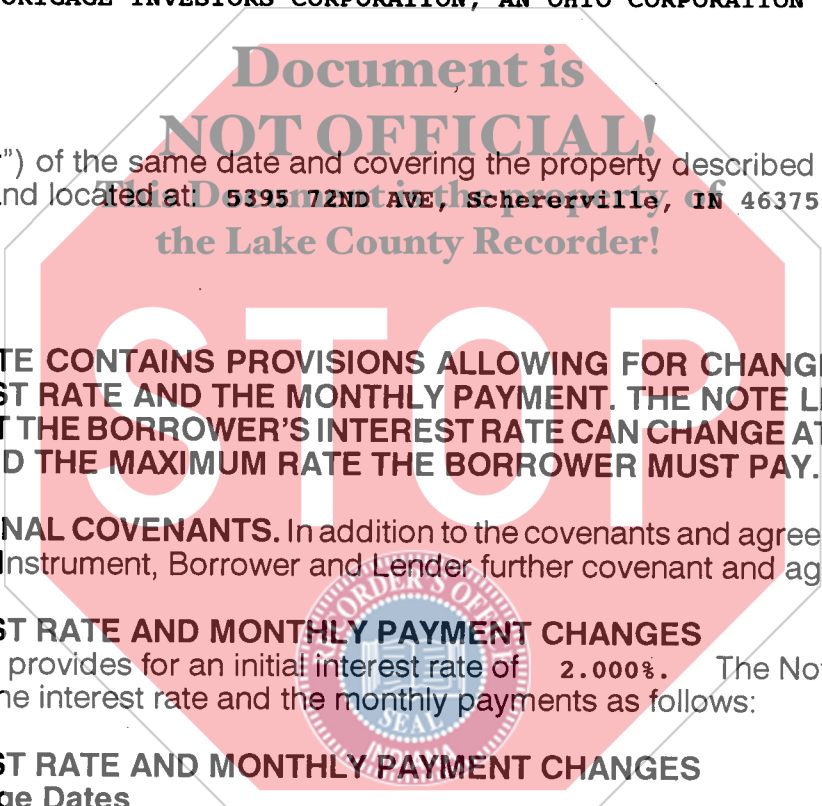 MORTGAGE INVESTORS CORPORATION, AN OHIO CORPORATION
Document is
NOT OFFICIAL!
") of the same date and covering the property described
nd located at: 5395 72ND AVE, Schererville, IN 46375
This Document is the property of
the Lake County Recorder!
STOP
TE CONTAINS PROVISIONS ALLOWING FOR CHANG
ST RATE AND THE MONTHLY PAYMENT. THE NOTE L
T THE BORROWER'S INTEREST RATE CAN CHANGE AT
D THE MAXIMUM RATE THE BORROWER MUST PAY.
NAL COVENANTS. In addition to the covenants and agree
Instrument, Borrower and Lender further covenant and ag
RECORDER'S OFFICE
ST RATE AND MONTHLY PAYMENT CHANGES
provides for an initial interest rate of 2.000%. The No
he interest rate and the monthly payments as follows:
SEAL
INDIANA
ST RATE AND MONTHLY PAYMENT CHANGES
ge Dates